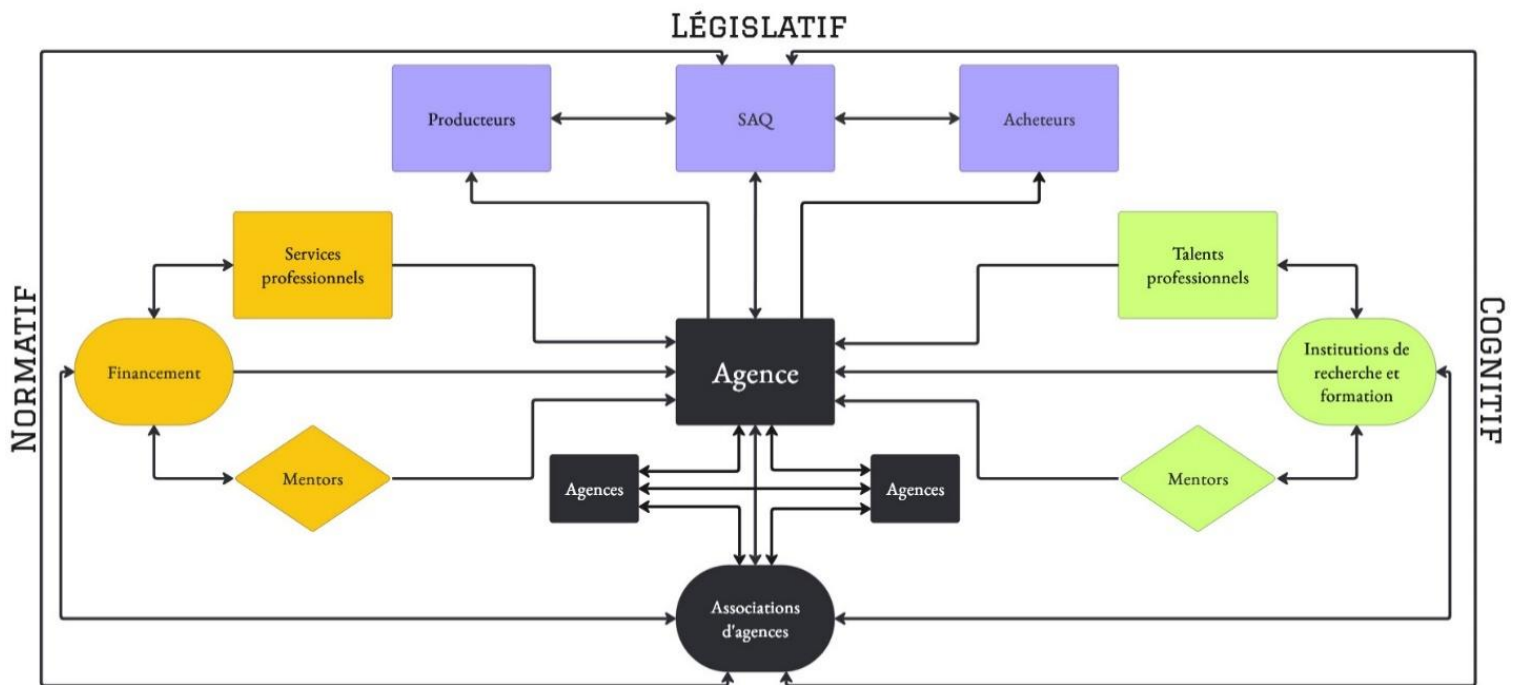 LÉGISLATIF
Producteurs
SAQ
Acheteurs
Services
professionnels
Talents
professionnels
NORMATIF
Financement
Agence
Institutions de
recherche et
formation
COGNITIF
Mentors
Agences
Agences
Mentors
Associations
d'agences